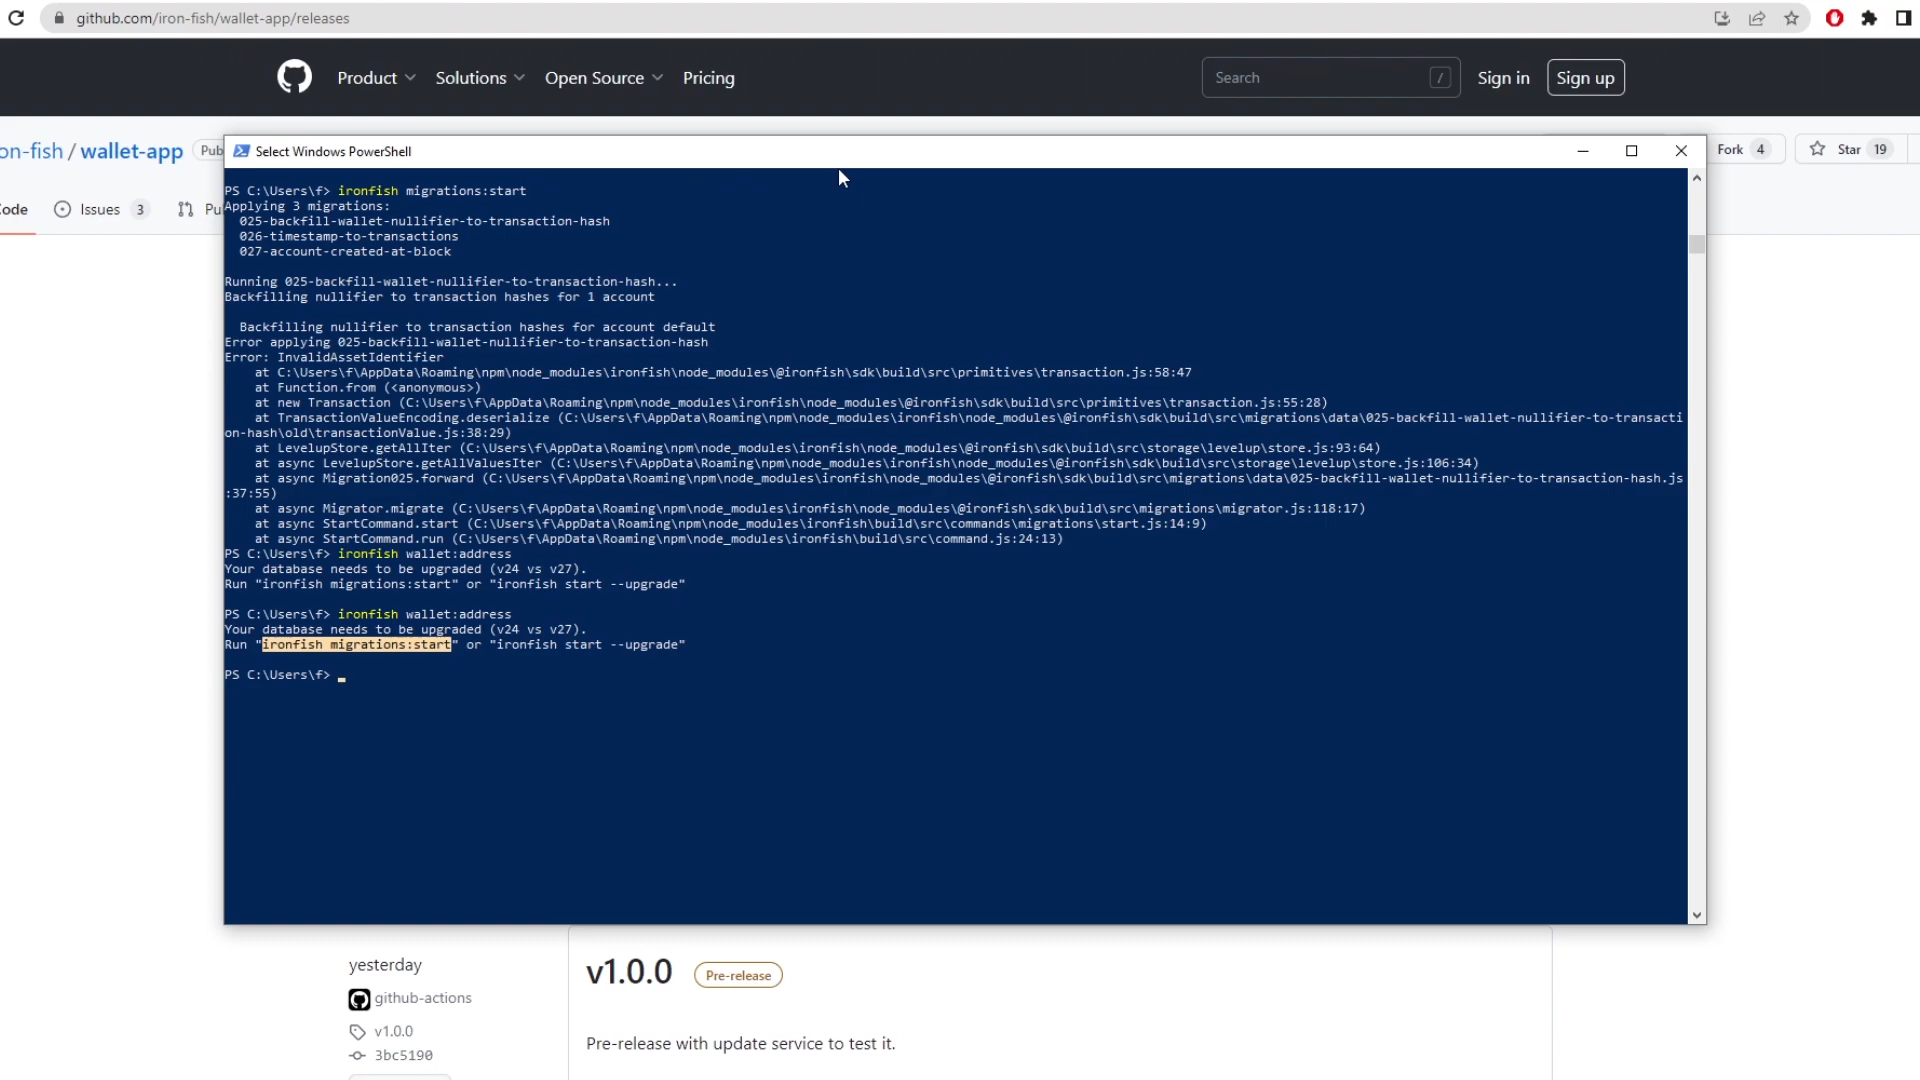 github.com/iron-fish/wallet-app/releases
Product Solutions Open Source Pricing Search / Sign in Sign up
on-fish / wallet-app Pub Fork 4 Star 19
ode Issues 3 Pu
Select Windows PowerShell
PS C:\Users\f> ironfish migrations:start
Applying 3 migrations:
025-backfill-wallet-nullifier-to-transaction-hash
026-timestamp-to-transactions
027-account-created-at-block
Running 025-backfill-wallet-nullifier-to-transaction-hash...
Backfilling nullifier to transaction hashes for 1 account
Backfilling nullifier to transaction hashes for account default
Error applying 025-backfill-wallet-nullifier-to-transaction-hash
Error: InvalidAssetIdentifier
at C:\Users\f\AppData\Roaming\npm\node_modules\ironfish\node_modules\@ironfish\sdk\build\src\primitives\transaction.js:58:47
at Function.from (<anonymous>)
at new Transaction (C:\Users\f\AppData\Roaming\npm\node_modules\ironfish\node_modules\@ironfish\sdk\build\src\primitives\transaction.js:55:28)
at TransactionValueEncoding.deserialize (C:\Users\f\AppData\Roaming\npm\node_modules\ironfish\node_modules\@ironfish\sdk\build\src\migrations\data\025-backfill-wallet-nullifier-to-transacti
on-hash\old\transactionValue.js:38:29)
at LevelupStore.getAllIter (C:\Users\f\AppData\Roaming\npm\node_modules\ironfish\node_modules\@ironfish\sdk\build\src\storage\levelup\store.js:93:64)
at async LevelupStore.getAllValuesIter (C:\Users\f\AppData\Roaming\npm\node_modules\ironfish\node_modules\@ironfish\sdk\build\src\storage\levelup\store.js:106:34)
at async Migration025.forward (C:\Users\f\AppData\Roaming\npm\node_modules\ironfish\node_modules\@ironfish\sdk\build\src\migrations\data\025-backfill-wallet-nullifier-to-transaction-hash.js
:37:55)
at async Migrator.migrate (C:\Users\f\AppData\Roaming\npm\node_modules\ironfish\node_modules\@ironfish\sdk\build\src\migrations\migrator.js:118:17)
at async StartCommand.start (C:\Users\f\AppData\Roaming\npm\node_modules\ironfish\build\src\commands\migrations\start.js:14:9)
at async StartCommand.run (C:\Users\f\AppData\Roaming\npm\node_modules\ironfish\build\src\command.js:24:13)
PS C:\Users\f> ironfish wallet:address
Your database needs to be upgraded (v24 vs v27).
Run "ironfish migrations:start" or "ironfish start --upgrade"
PS C:\Users\f> ironfish wallet:address
Your database needs to be upgraded (v24 vs v27).
Run "ironfish migrations:start" or "ironfish start --upgrade"
PS C:\Users\f>
yesterday
github-actions
v1.0.0
3bc5190
v1.0.0 Pre-release
Pre-release with update service to test it.